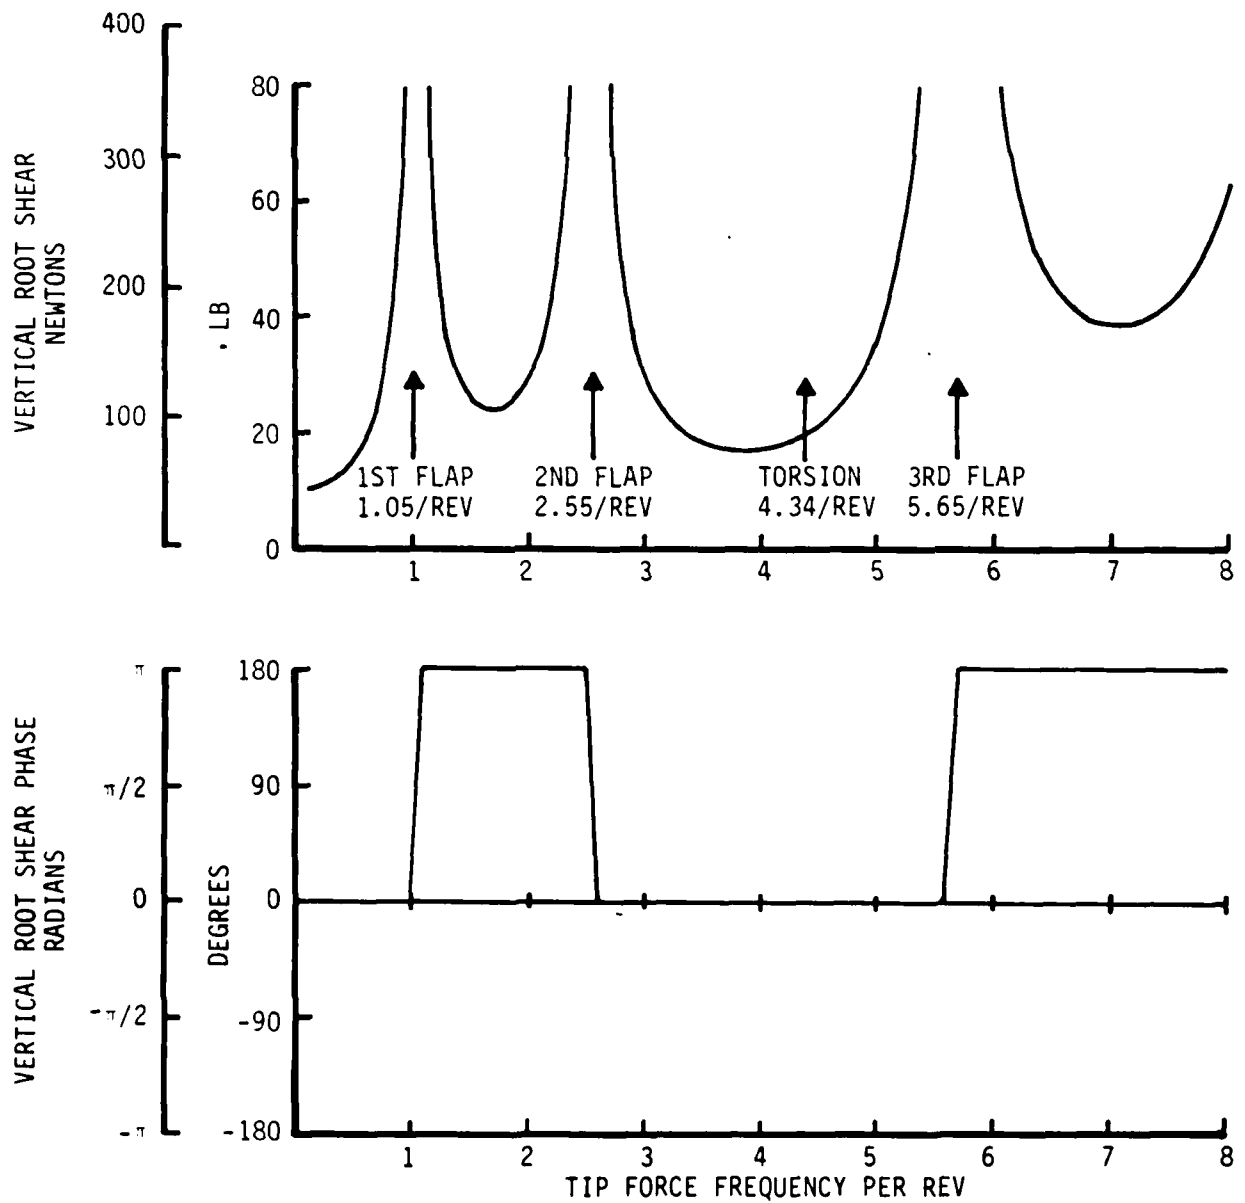 VERTICAL ROOT SHEAR
NEWTONS
400
300
200
100
, LB
80
60
40
20
0
1ST FLAP
1.05/REV
2ND FLAP
2.55/REV
TORSION
4.34/REV
3RD FLAP
5.65/REV
1 2 3 4 5 6 7 8
VERTICAL ROOT SHEAR PHASE
RADIANS
π
π/2
0
-π/2
-π
DEGREES
180
90
0
-90
-180
1 2 3 4 5 6 7 8
TIP FORCE FREQUENCY PER REV